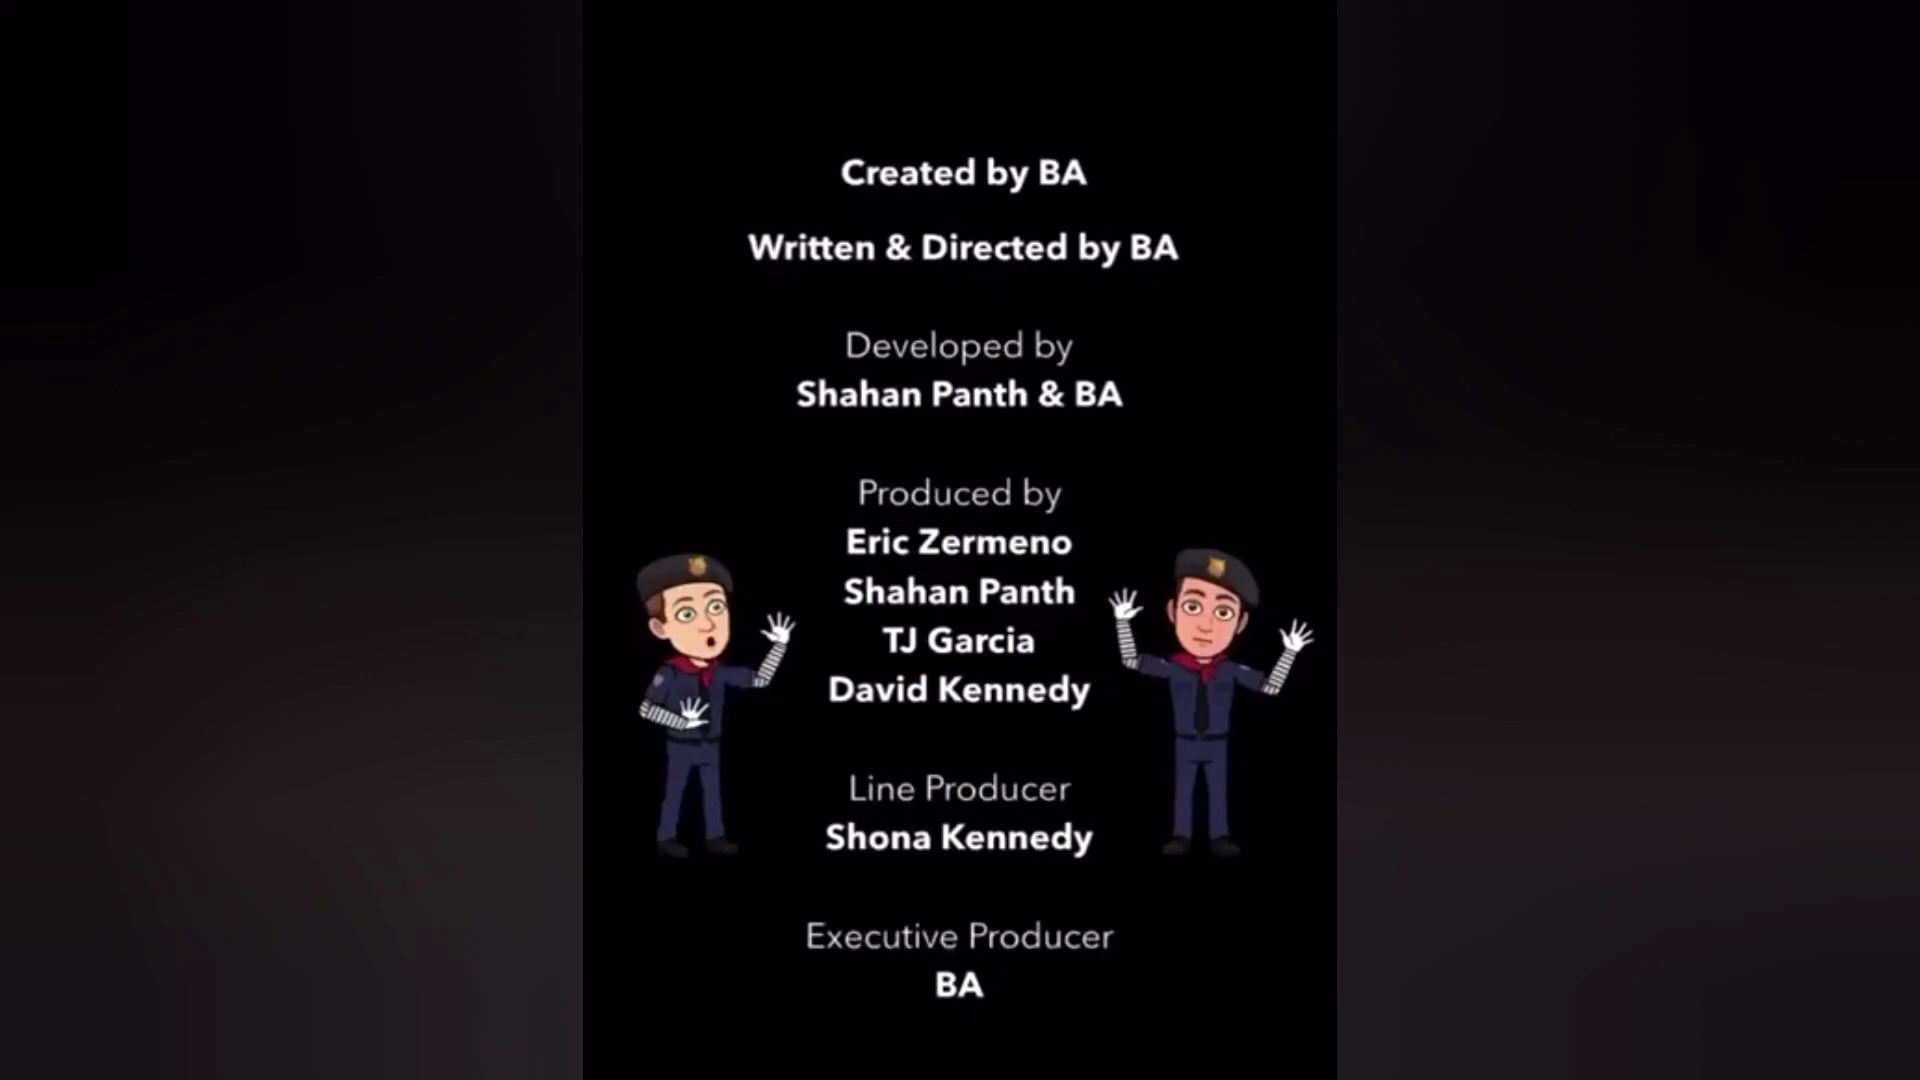 Created by BA
Written & Directed by BA
Developed by
Shahan Panth & BA
Produced by
Eric Zermeno
Shahan Panth
TJ Garcia
David Kennedy
Line Producer
Shona Kennedy
Executive Producer
BA